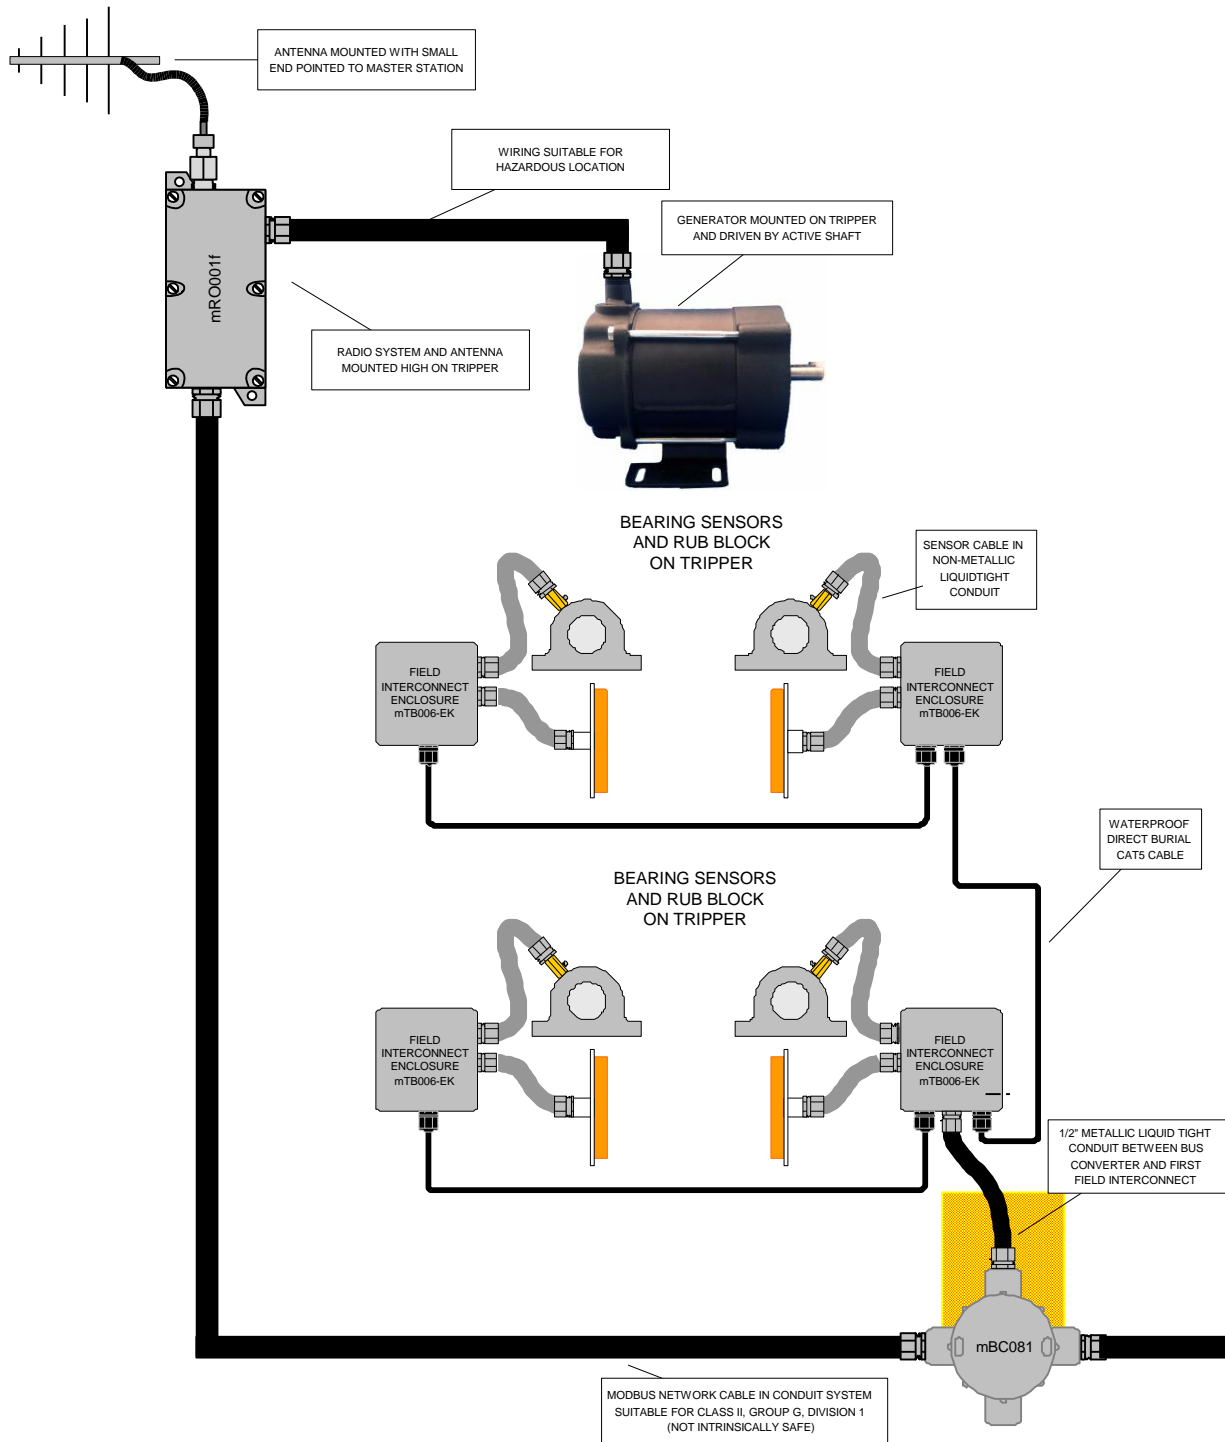 ANTENNA MOUNTED WITH SMALL
END POINTED TO MASTER STATION
WIRING SUITABLE FOR
HAZARDOUS LOCATION
GENERATOR MOUNTED ON TRIPPER
AND DRIVEN BY ACTIVE SHAFT
mRO001f
RADIO SYSTEM AND ANTENNA
MOUNTED HIGH ON TRIPPER
BEARING SENSORS
AND RUB BLOCK
ON TRIPPER
SENSOR CABLE IN
NON-METALLIC
LIQUIDTIGHT
CONDUIT
FIELD
INTERCONNECT
ENCLOSURE
mTB006-EK
FIELD
INTERCONNECT
ENCLOSURE
mTB006-EK
WATERPROOF
DIRECT BURIAL
CAT5 CABLE
BEARING SENSORS
AND RUB BLOCK
ON TRIPPER
FIELD
INTERCONNECT
ENCLOSURE
mTB006-EK
FIELD
INTERCONNECT
ENCLOSURE
mTB006-EK
1/2" METALLIC LIQUID TIGHT
CONDUIT BETWEEN BUS
CONVERTER AND FIRST
FIELD INTERCONNECT
mBC081
MODBUS NETWORK CABLE IN CONDUIT SYSTEM
SUITABLE FOR CLASS II, GROUP G, DIVISION 1
(NOT INTRINSICALLY SAFE)